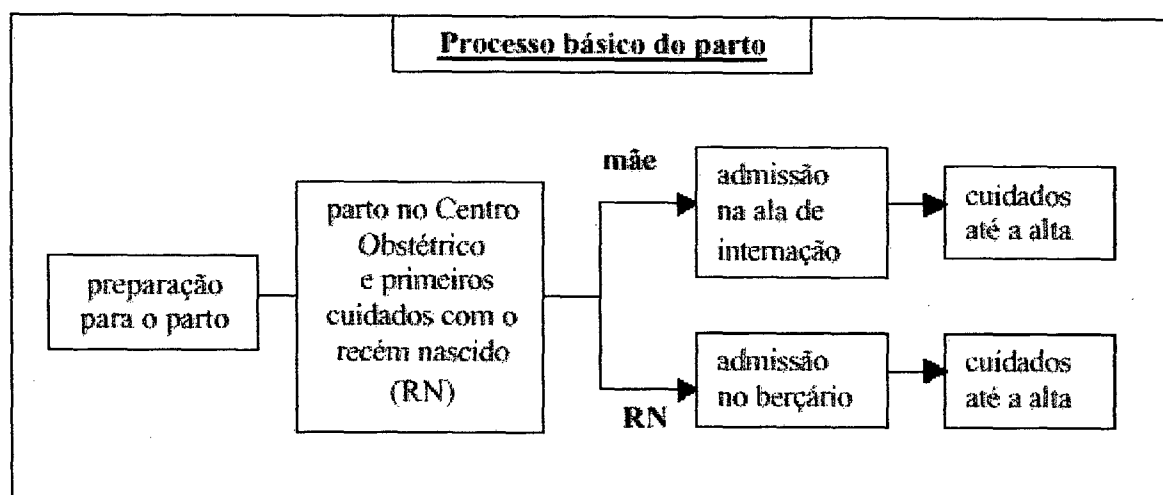 Processo básico do parto
preparação
para o parto
parto no Centro
Obstétrico
e primeiros
cuidados com o
recém nascido
(RN)
mãe
admissão
na ala de
internação
cuidados
até a alta
RN
admissão
no berçário
cuidados
até a alta